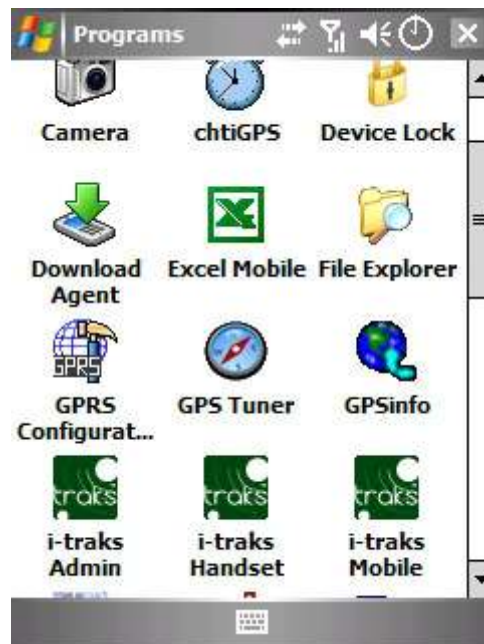 Programs
Camera
chtiGPS
Device Lock
Download
Agent
Excel Mobile
File Explorer
GPRS
GPRS
Configurat...
GPS Tuner
GPSinfo
traks
i-traks
Admin
traks
i-traks
Handset
traks
i-traks
Mobile